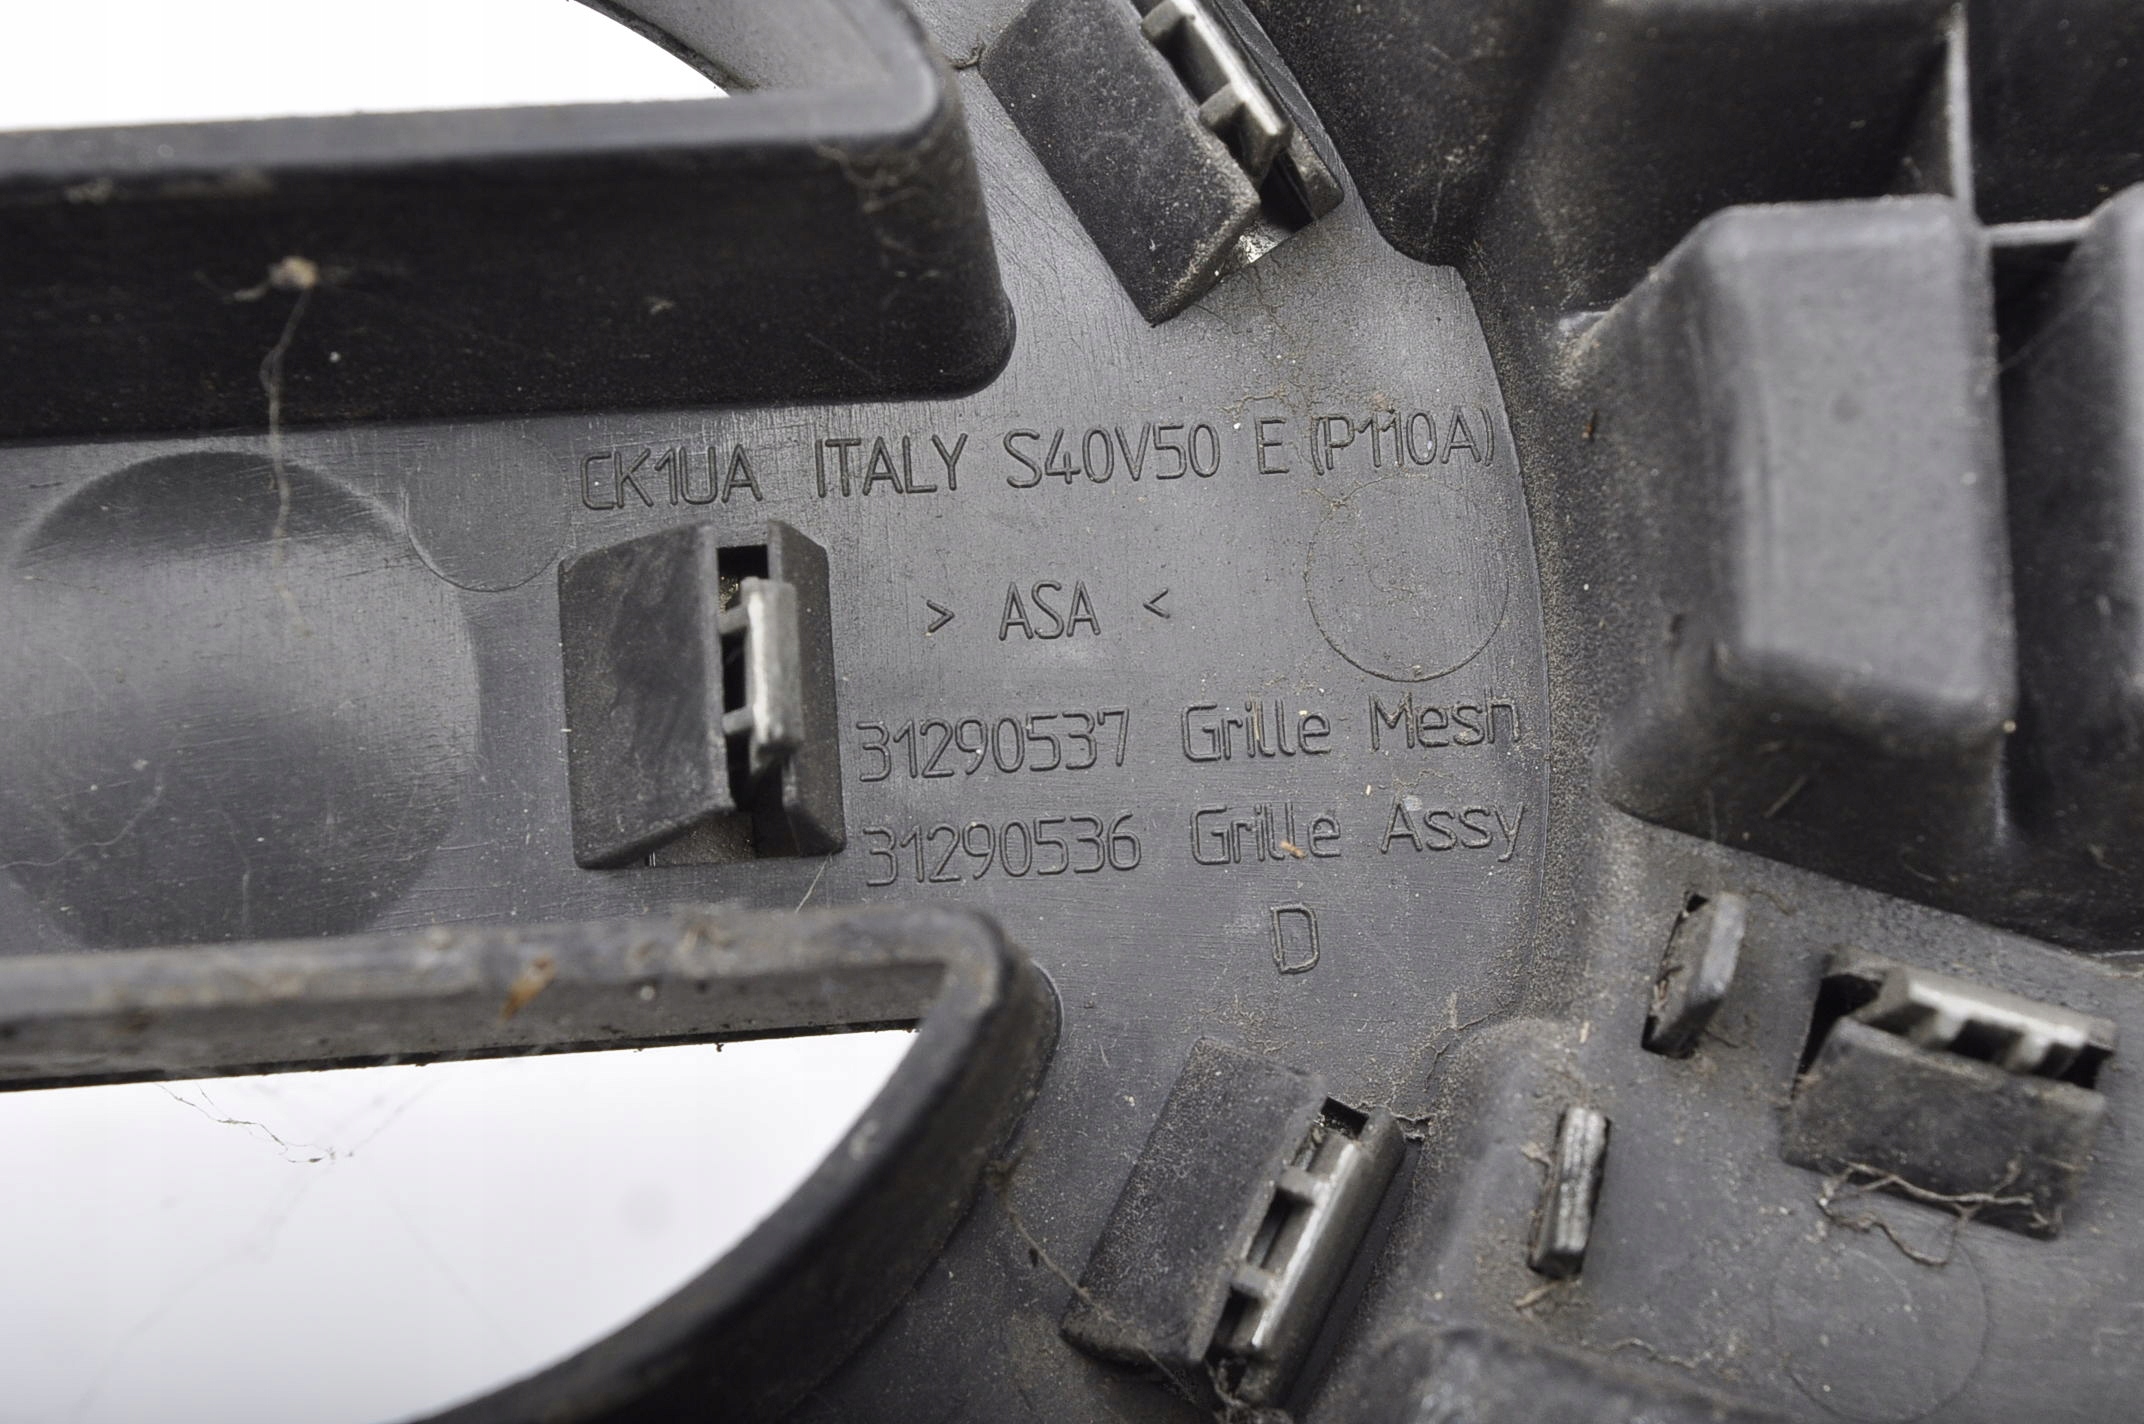 CK1UA ITALY S40V50 E (P110A)
> ASA <
31290537 Grille Mesh
31290536 Grille Assy
D